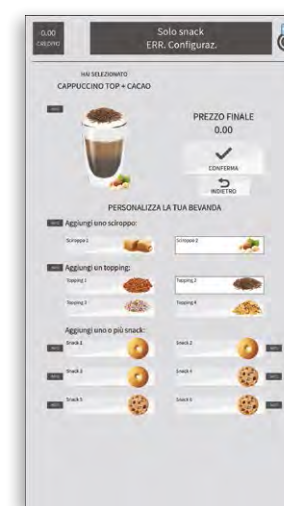 0.00
CREDITO
Solo snack
ERR. Configuraz.
HAI SELEZIONATO
CAPPUCCINO TOP + CACAO
PREZZO FINALE
0.00
CONFERMA
INDIETRO
PERSONALIZZA LA TUA BEVANDA
Aggiungi uno sciroppo:
Sciroppo 1
Sciroppo 2
Aggiungi un topping:
Topping 1
Topping 2
Topping 3
Topping 4
Aggiungi uno o più snack:
Snack 1
Snack 2
Snack 3
Snack 4
Snack 5
Snack 6